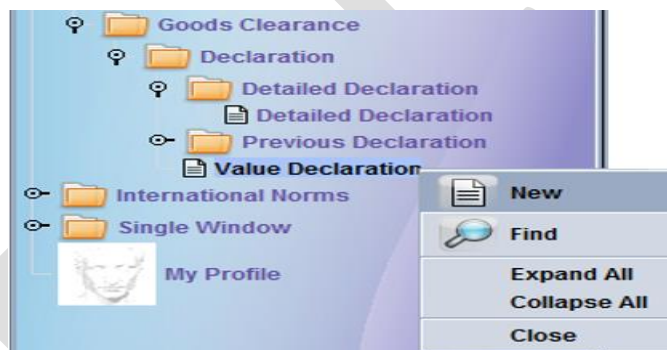 Goods Clearance
Declaration
Detailed Declaration
Detailed Declaration
Previous Declaration
Value Declaration
International Norms
Single Window
My Profile
New
Find
Expand All
Collapse All
Close